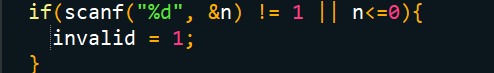 if(scanf("%d", &n) != 1 || n<=0){
invalid = 1;
}